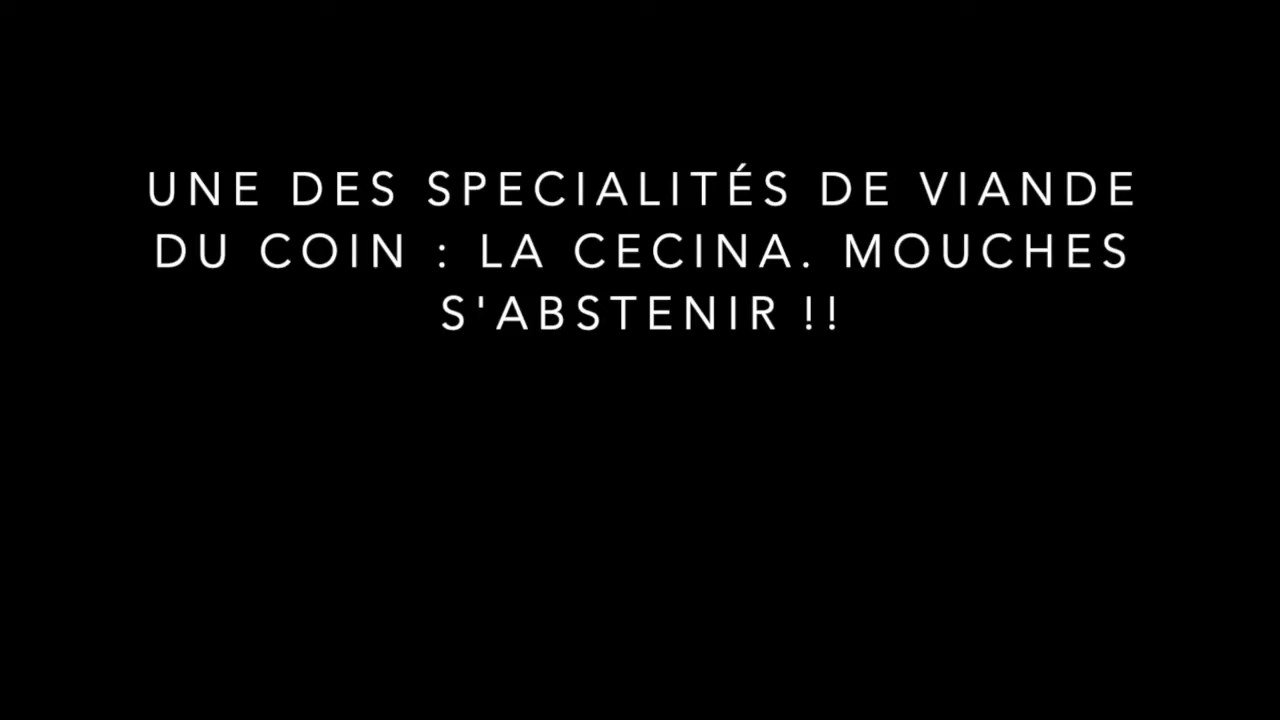 UNE DES SPECIALITÉS DE VIANDE
DU COIN : LA CECINA. MOUCHES
S'ABSTENIR !!